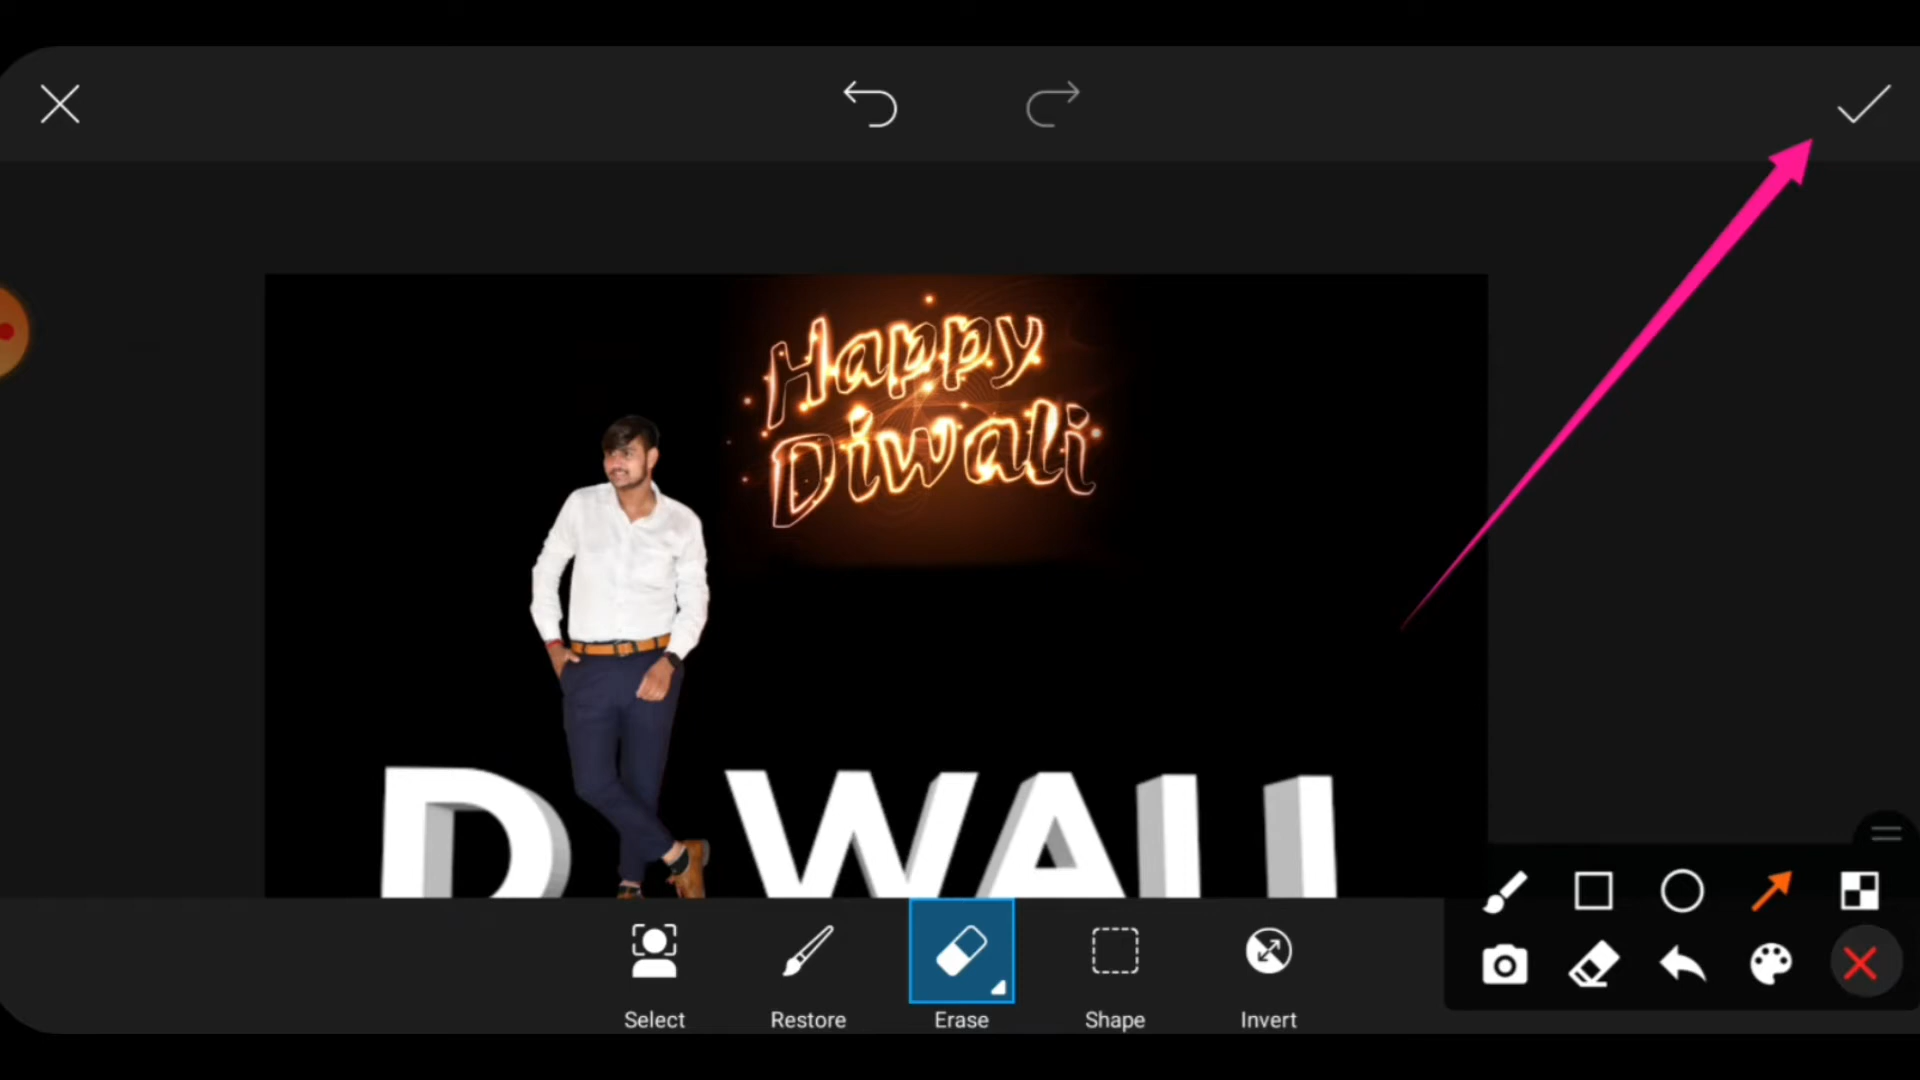 Happy
Diwali
D WALI
Select
Restore
Erase
Shape
Invert